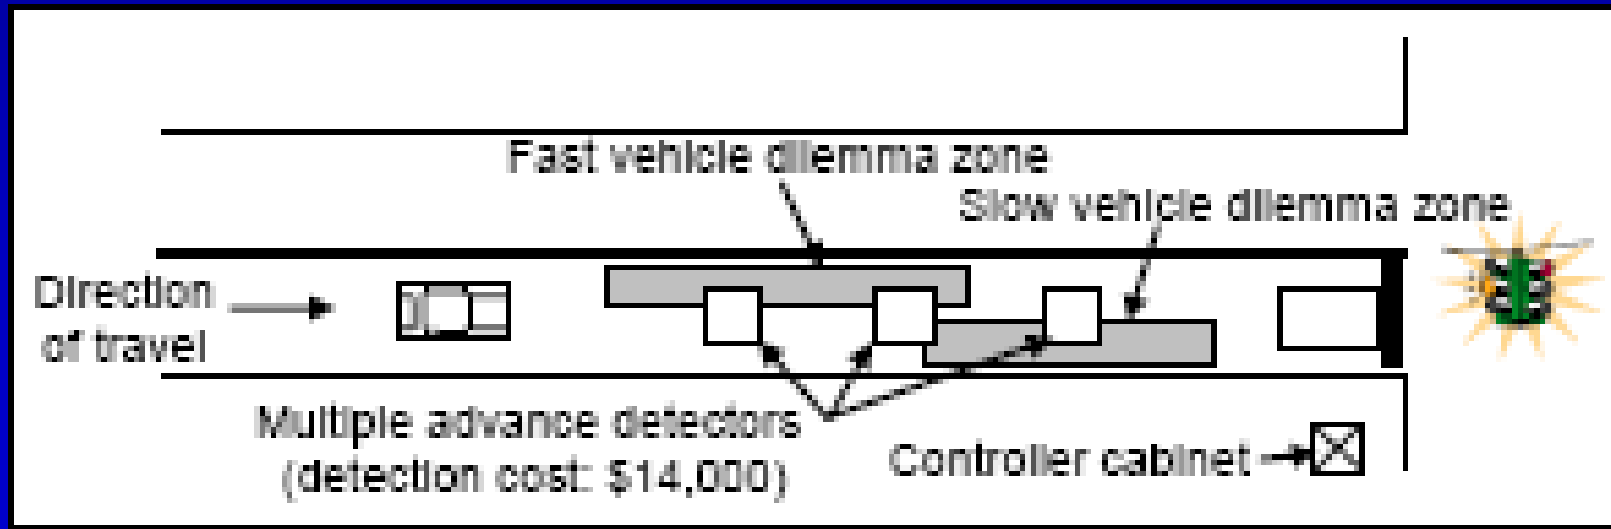 Fast vehicle dilemma zone
Slow vehicle dilemma zone
Direction
of travel
Multiple advance detectors
(detection cost: $14,000)
Controller cabinet